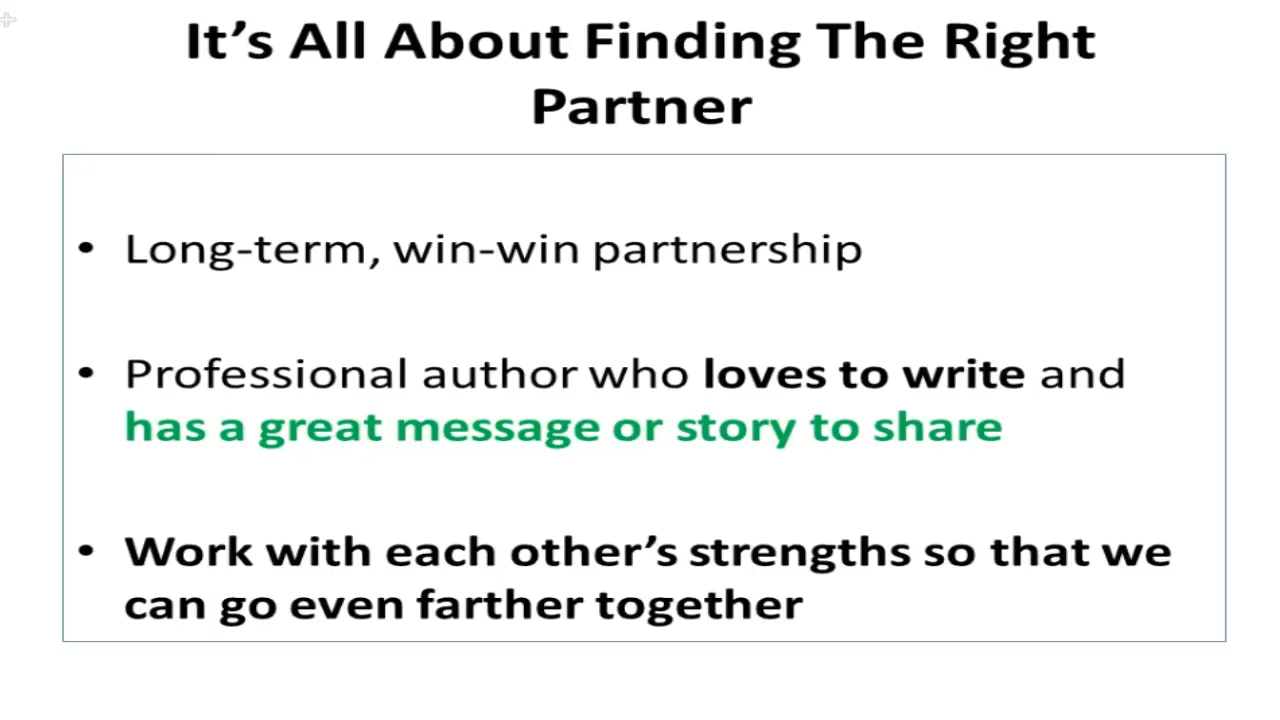 It’s All About Finding The Right
Partner
• Long-term, win-win partnership
• Professional author who loves to write and
has a great message or story to share
• Work with each other’s strengths so that we
can go even farther together